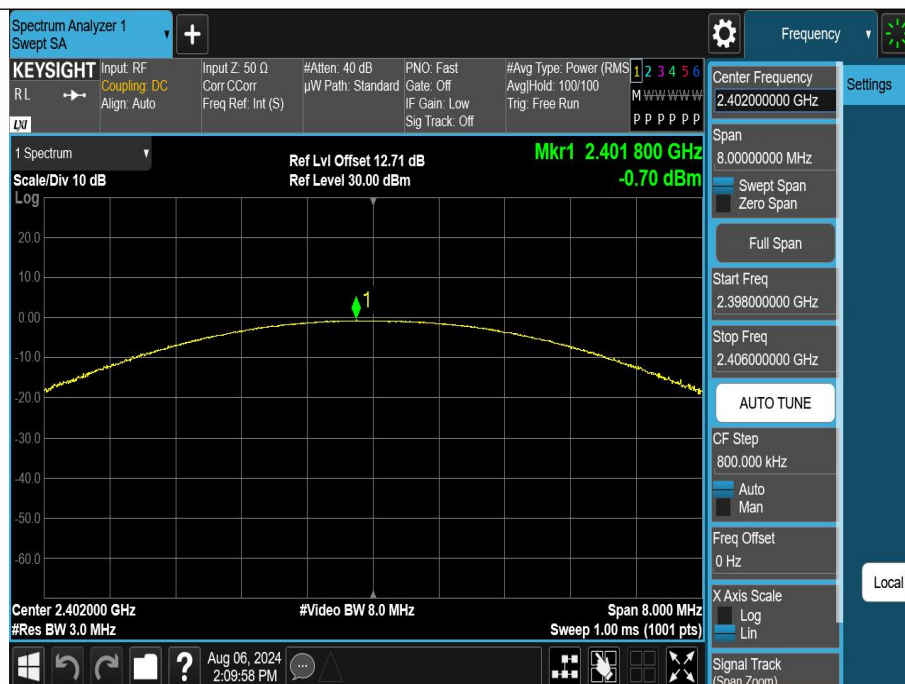 Spectrum Analyzer 1
Swept SA
Frequency
KEYSIGHT
RL
LXI
Input: RF
Coupling: DC
Align: Auto
Input Z: 50 Ω
Corr CCorr
Freq Ref: Int (S)
#Atten: 40 dB
µW Path: Standard
PNO: Fast
Gate: Off
IF Gain: Low
Sig Track: Off
#Avg Type: Power (RMS
Avg|Hold: 100/100
Trig: Free Run
1 2 3 4 5 6
M W W W W W
P P P P P P
1 Spectrum
Scale/Div 10 dB
Log
Ref Lvl Offset 12.71 dB
Ref Level 30.00 dBm
Mkr1 2.401 800 GHz
-0.70 dBm
20.0
10.0
0.00
-10.0
-20.0
-30.0
-40.0
-50.0
-60.0
1
Center 2.402000 GHz
#Res BW 3.0 MHz
#Video BW 8.0 MHz
Span 8.000 MHz
Sweep 1.00 ms (1001 pts)
Center Frequency
2.402000000 GHz
Span
8.00000000 MHz
Swept Span
Zero Span
Full Span
Start Freq
2.398000000 GHz
Stop Freq
2.406000000 GHz
AUTO TUNE
CF Step
800.000 kHz
Auto
Man
Freq Offset
0 Hz
X Axis Scale
Log
Lin
Signal Track
(Span Zoom)
Settings
Local
?
Aug 06, 2024
2:09:58 PM